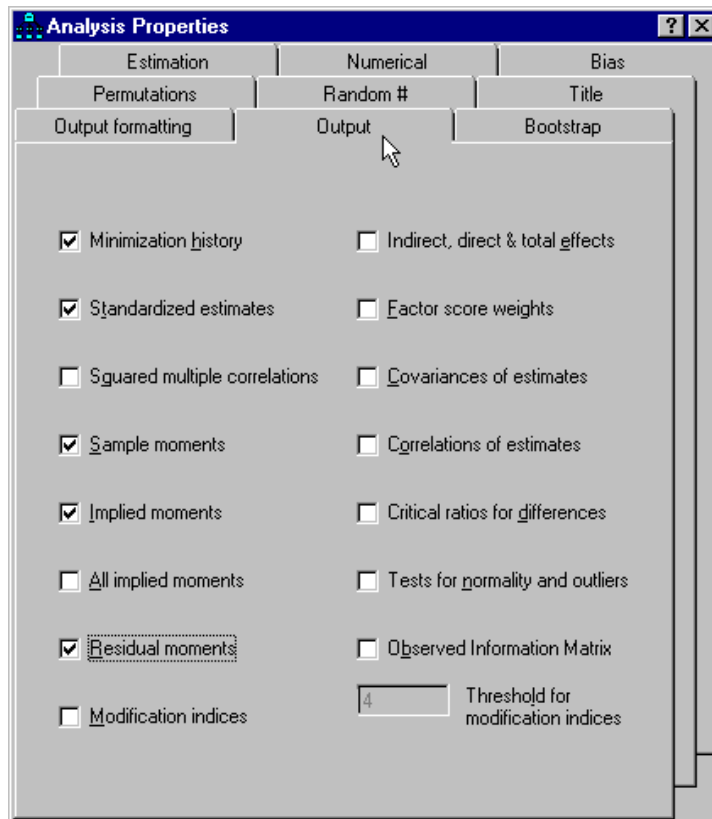 Analysis Properties
Estimation Numerical Bias
Permutations Random # Title
Output formatting Output Bootstrap
Minimization history
Indirect, direct & total effects
Standardized estimates
Factor score weights
Squared multiple correlations
Covariances of estimates
Sample moments
Correlations of estimates
Implied moments
Critical ratios for differences
All implied moments
Tests for normality and outliers
Residual moments
Observed Information Matrix
Modification indices
4
Threshold for
modification indices